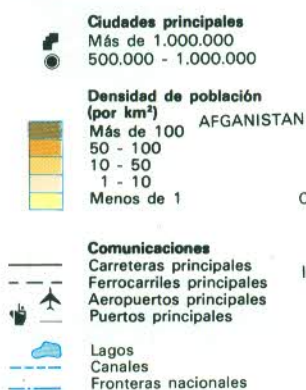 Ciudades principales
Más de 1.000.000
500.000 - 1.000.000
Densidad de población
(por km²)
Más de 100
AFGANISTAN
50 - 100
10 - 50
1 - 10
Menos de 1
Comunicaciones
Carreteras principales
Ferrocarriles principales
Aeropuertos principales
Puertos principales
Lagos
Canales
Fronteras nacionales